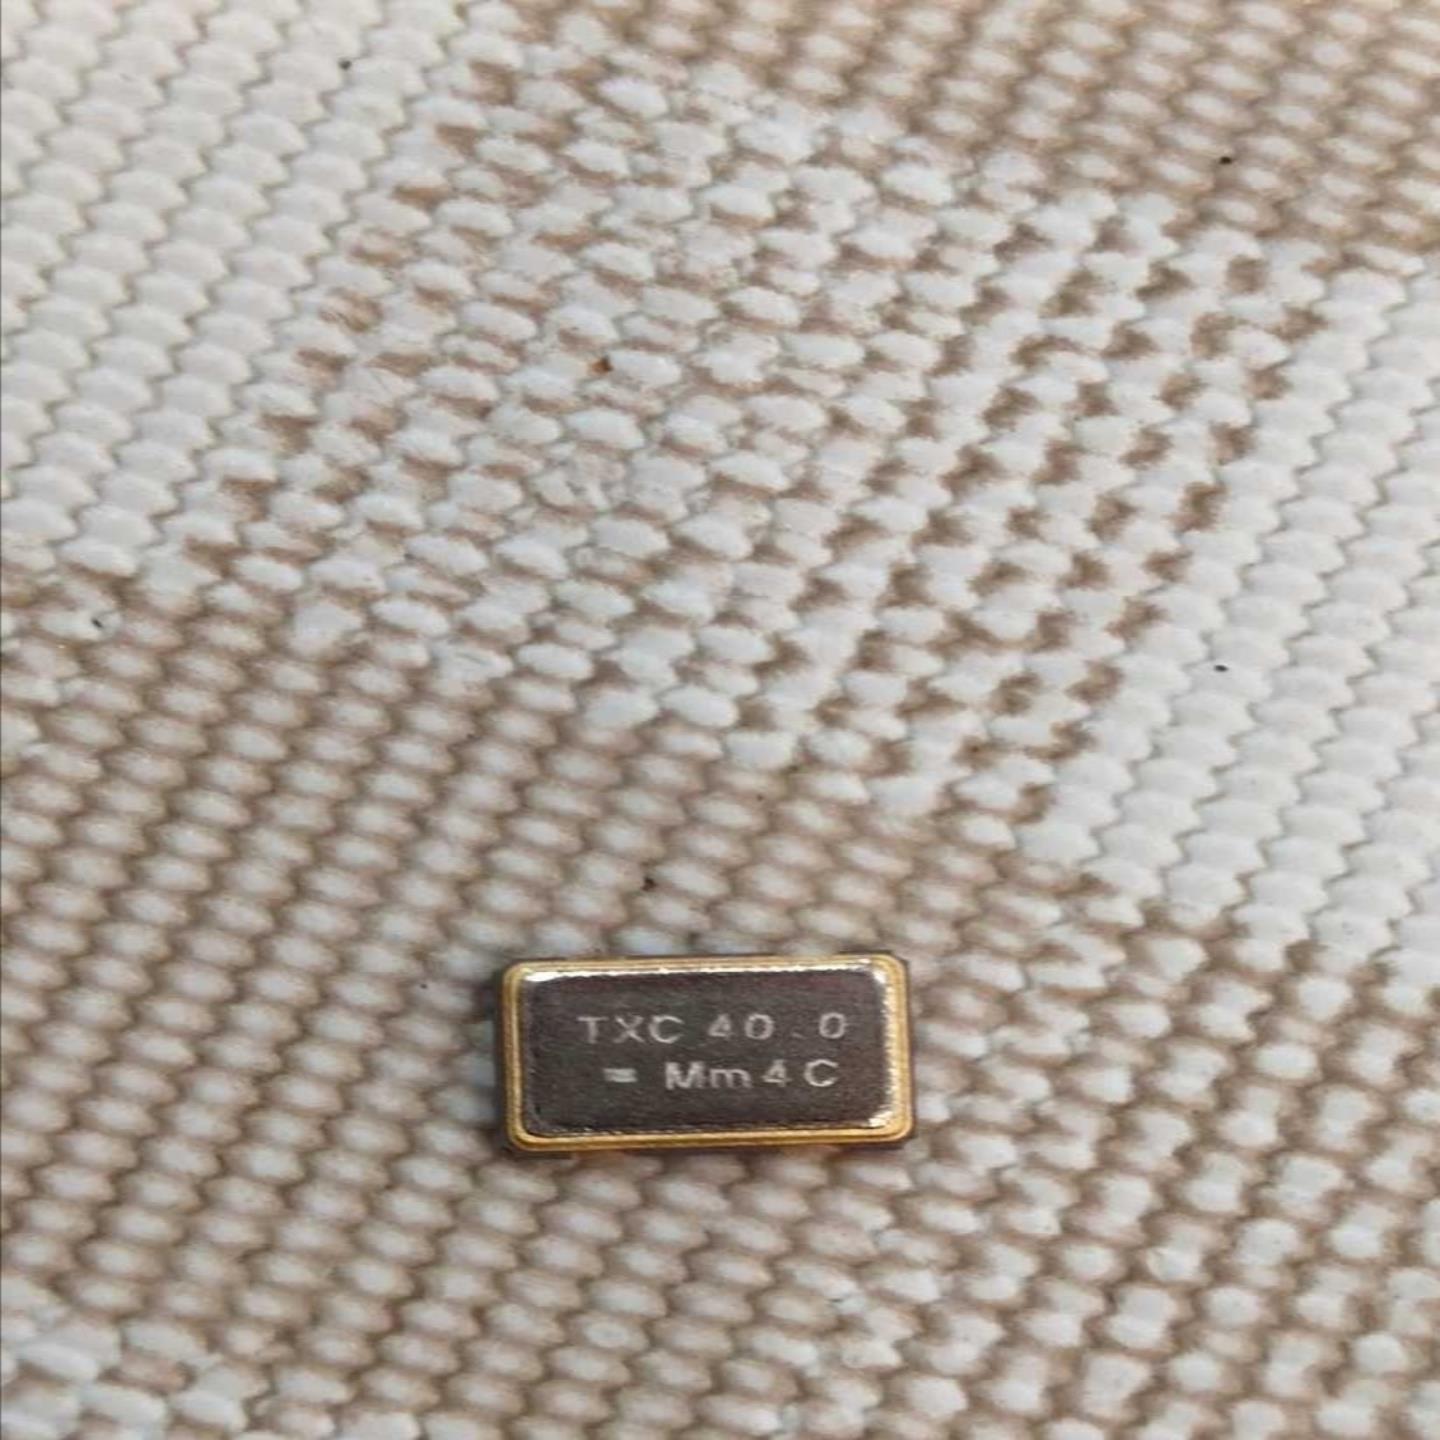 TXC 40.0
= Mm4C